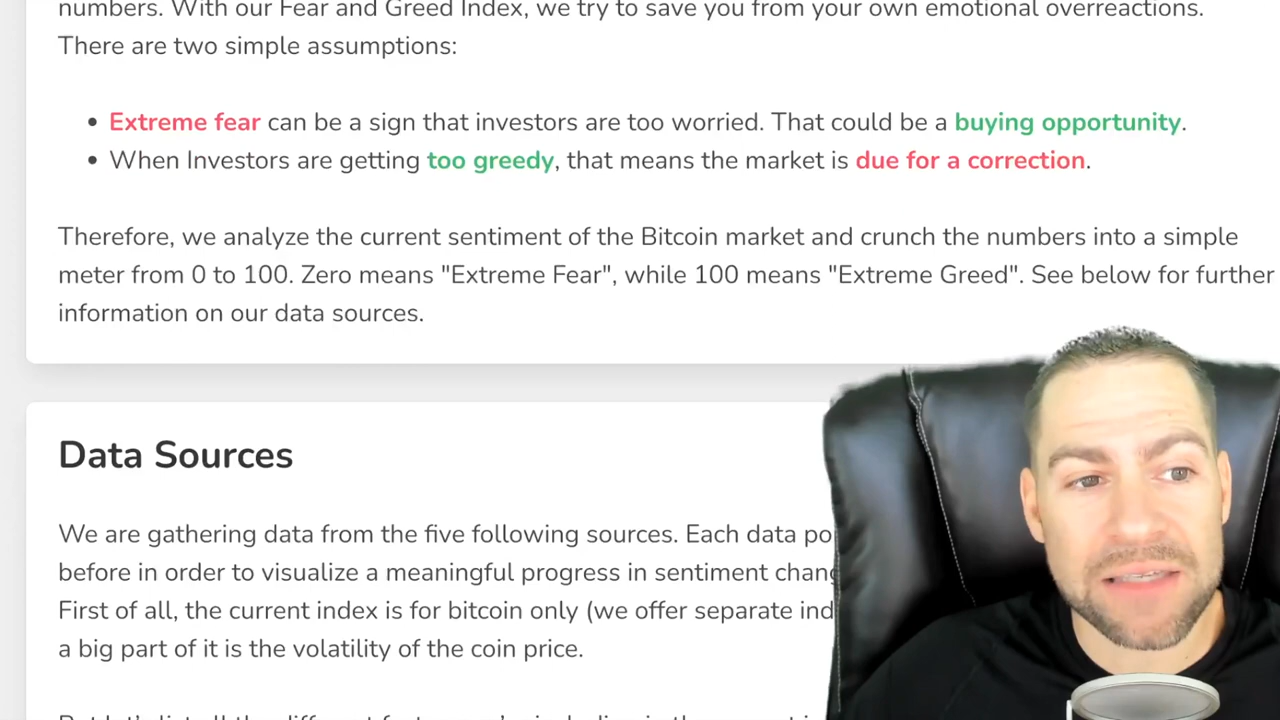 numbers. With our Fear and Greed Index, we try to save you from your own emotional overreactions.
There are two simple assumptions:
• Extreme fear can be a sign that investors are too worried. That could be a buying opportunity.
• When Investors are getting too greedy, that means the market is due for a correction.
Therefore, we analyze the current sentiment of the Bitcoin market and crunch the numbers into a simple
meter from 0 to 100. Zero means "Extreme Fear", while 100 means "Extreme Greed". See below for further
information on our data sources.
Data Sources
We are gathering data from the five following sources. Each data
before in order to visualize a meaningful progress in sentiment
First of all, the current index is for bitcoin only (we offer separate
a big part of it is the volatility of the coin price.